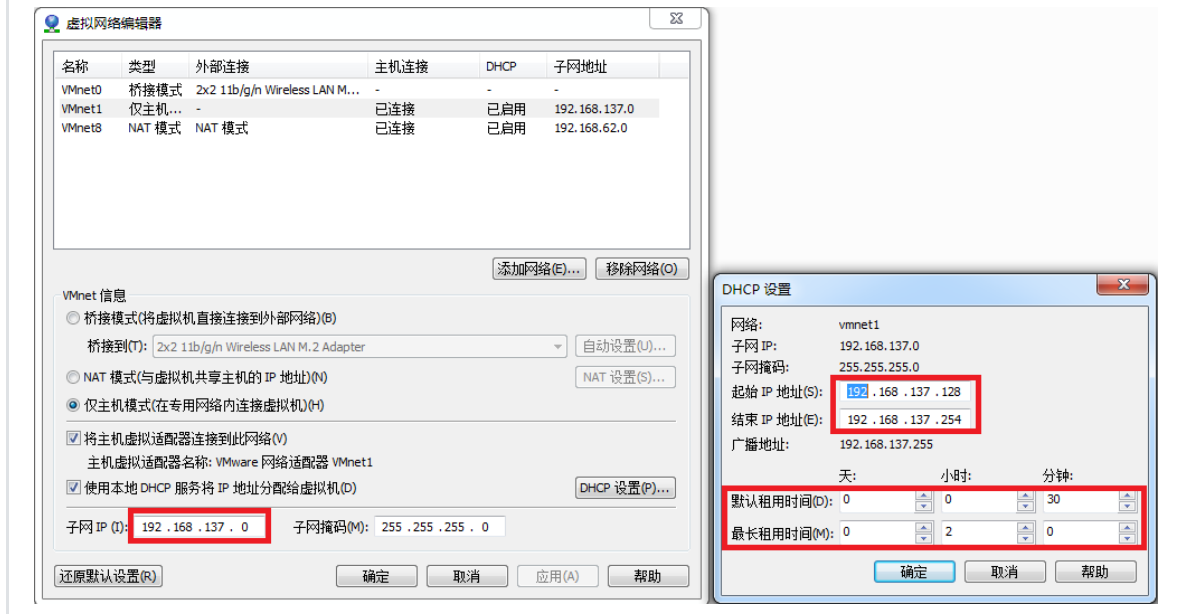 虚拟网络编辑器
名称 类型 外部连接 主机连接 DHCP 子网地址
VMnet0 桥接模式 2x2 11b/g/n Wireless LAN M... - - -
VMnet1 仅主机... - 已连接 已启用 192.168.137.0
VMnet8 NAT 模式 NAT 模式 已连接 已启用 192.168.62.0
添加网络(E)... 移除网络(O)
VMnet 信息
桥接模式(将虚拟机直接连接到外部网络)(B)
桥接到(T): 2x2 11b/g/n Wireless LAN M.2 Adapter 自动设置(U)...
NAT 模式(与虚拟机共享主机的 IP 地址)(N) NAT 设置(S)...
仅主机模式(在专用网络内连接虚拟机)(H)
将主机虚拟适配器连接到此网络(V)
主机虚拟适配器名称: VMware 网络适配器 VMnet1
使用本地 DHCP 服务将 IP 地址分配给虚拟机(D) DHCP 设置(P)...
子网 IP (I): 192 . 168 . 137 . 0 子网掩码(M): 255 . 255 . 255 . 0
还原默认设置(R) 确定 取消 应用(A) 帮助
DHCP 设置
网络: vmnet1
子网 IP: 192.168.137.0
子网掩码: 255.255.255.0
起始 IP 地址(S): 192 . 168 . 137 . 128
结束 IP 地址(E): 192 . 168 . 137 . 254
广播地址: 192.168.137.255
天: 小时: 分钟:
默认租用时间(D): 0 0 30
最长租用时间(M): 0 2 0
确定 取消 帮助